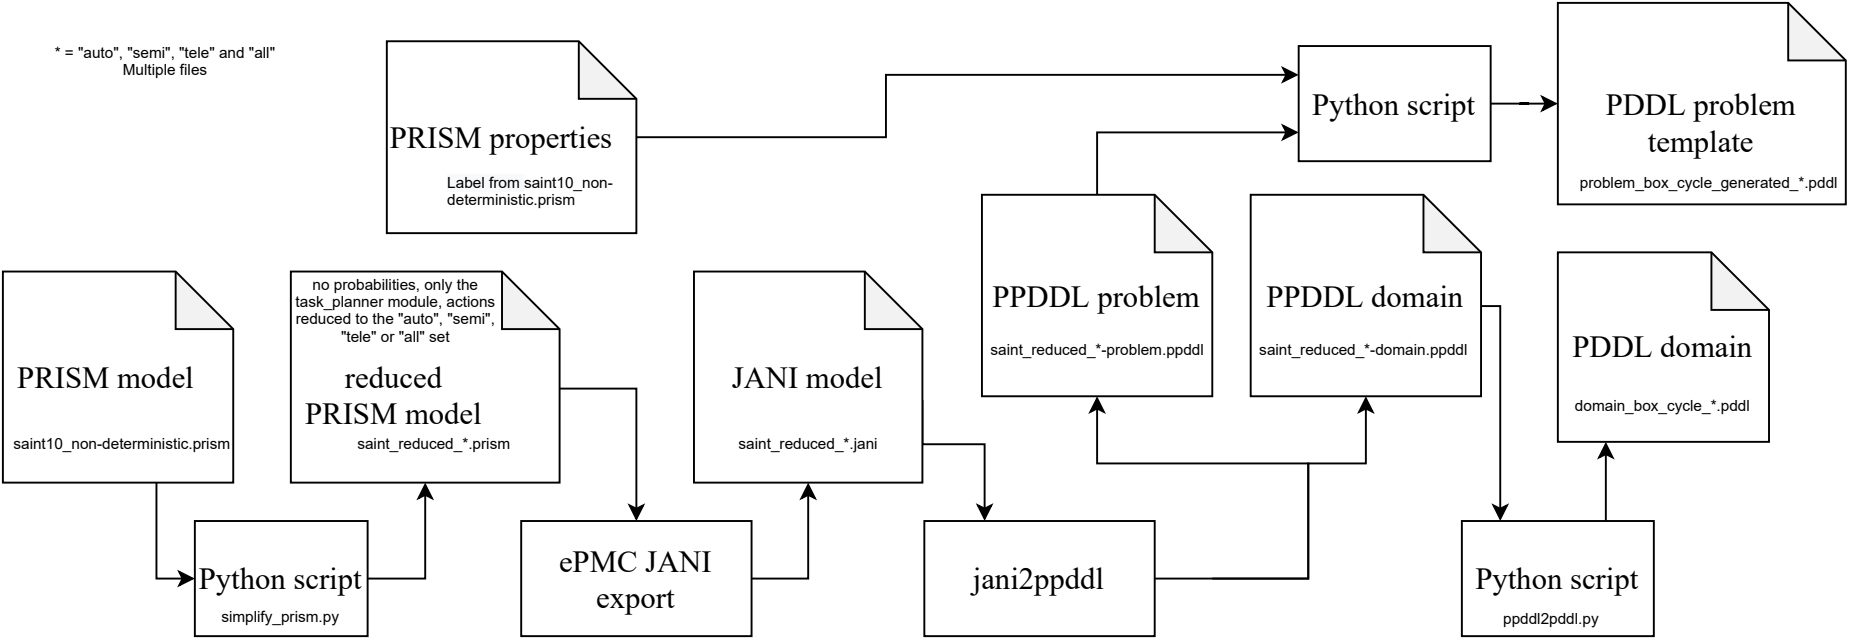 * = "auto", "semi", "tele" and "all"
Multiple files
PRISM properties
Label from saint10_non-
deterministic.prism
Python script
PDDL problem
template
problem_box_cycle_generated_*.pddl
PRISM model
saint10_non-deterministic.prism
no probabilities, only the
task_planner module, actions
reduced to the "auto", "semi",
"tele" or "all" set
reduced
PRISM model
saint_reduced_*.prism
JANI model
saint_reduced_*.jani
PPDDL problem
saint_reduced_*-problem.ppddl
PPDDL domain
saint_reduced_*-domain.ppddl
PDDL domain
domain_box_cycle_*.pddl
Python script
simplify_prism.py
ePMC JANI
export
jani2ppddl
Python script
ppddl2pddl.py